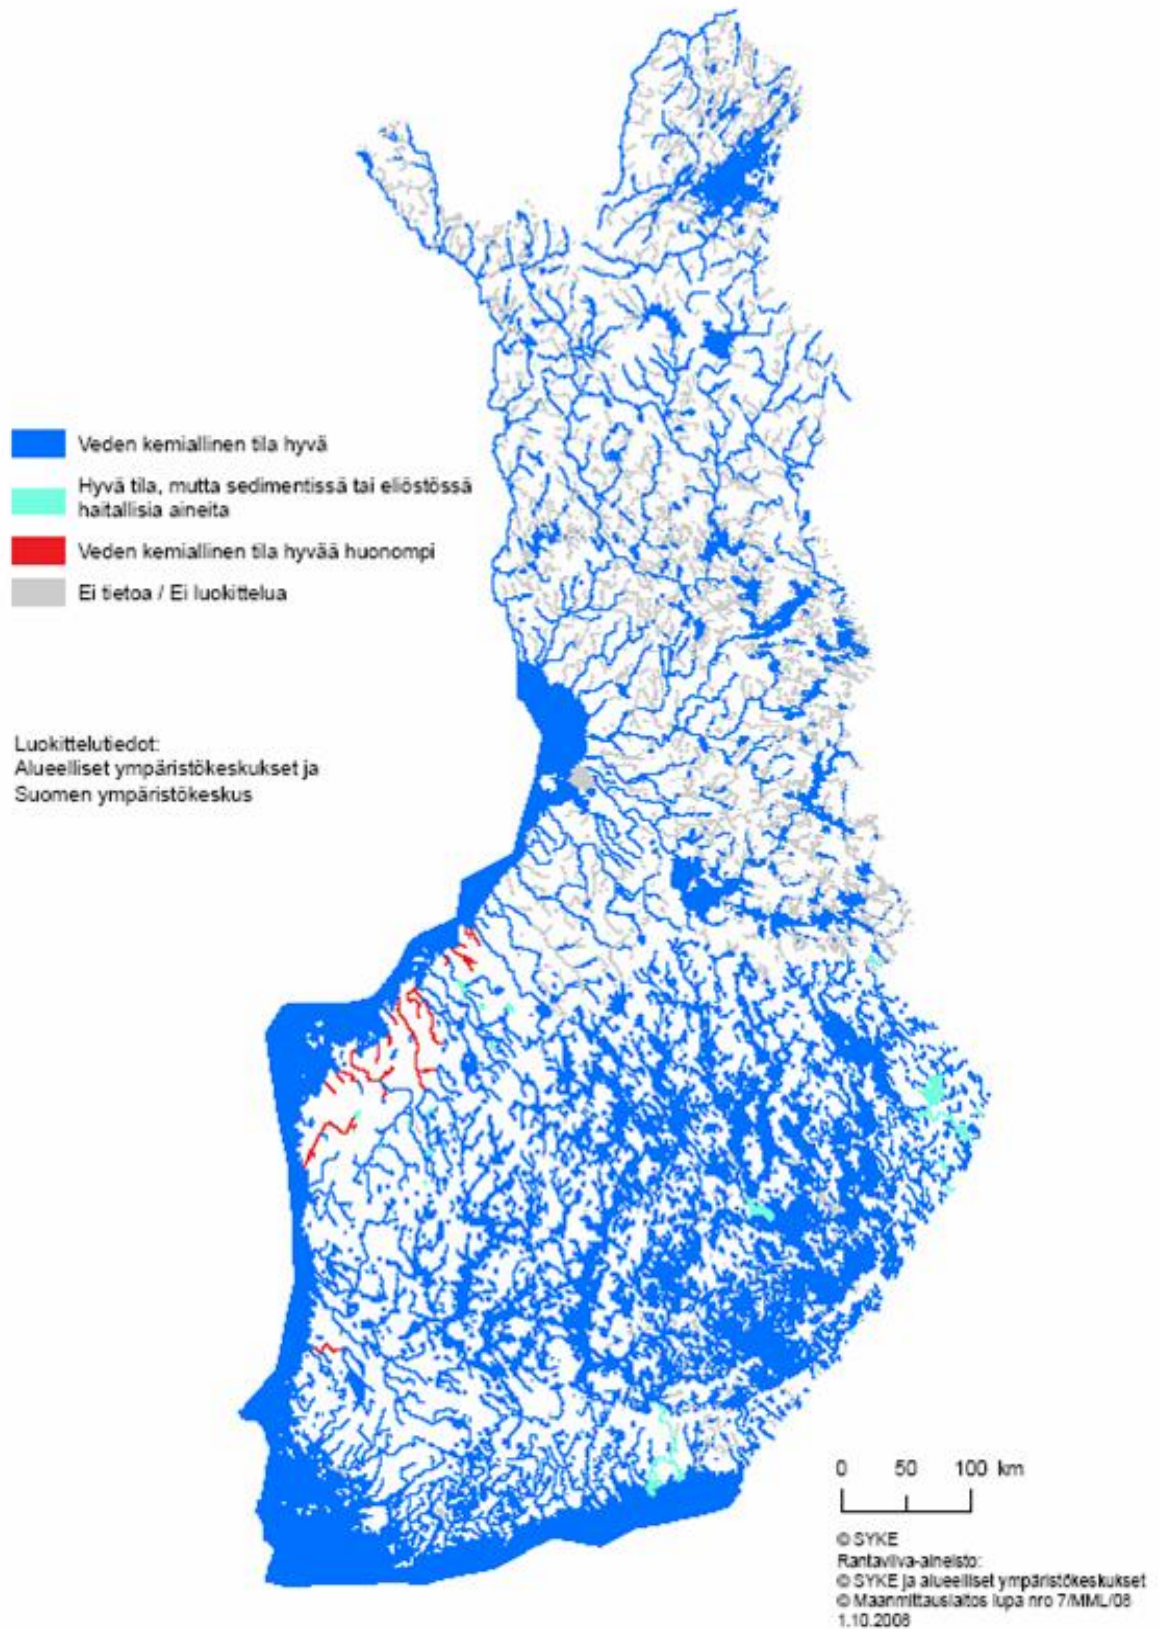 Veden kemiallinen tila hyvä
Hyvä tila, mutta sedimentissä tai eliöstössä
haitallisia aineita
Veden kemiallinen tila hyvää huonompi
Ei tietoa / Ei luokittelua
Luokittelutiedot:
Alueelliset ympäristökeskukset ja
Suomen ympäristökeskus
0 50 100 km
© SYKE
Rantaviiva-aineisto:
© SYKE ja alueelliset ympäristökeskukset
© Maanmittauslaitos lupa nro 7/MML/08
1.10.2008